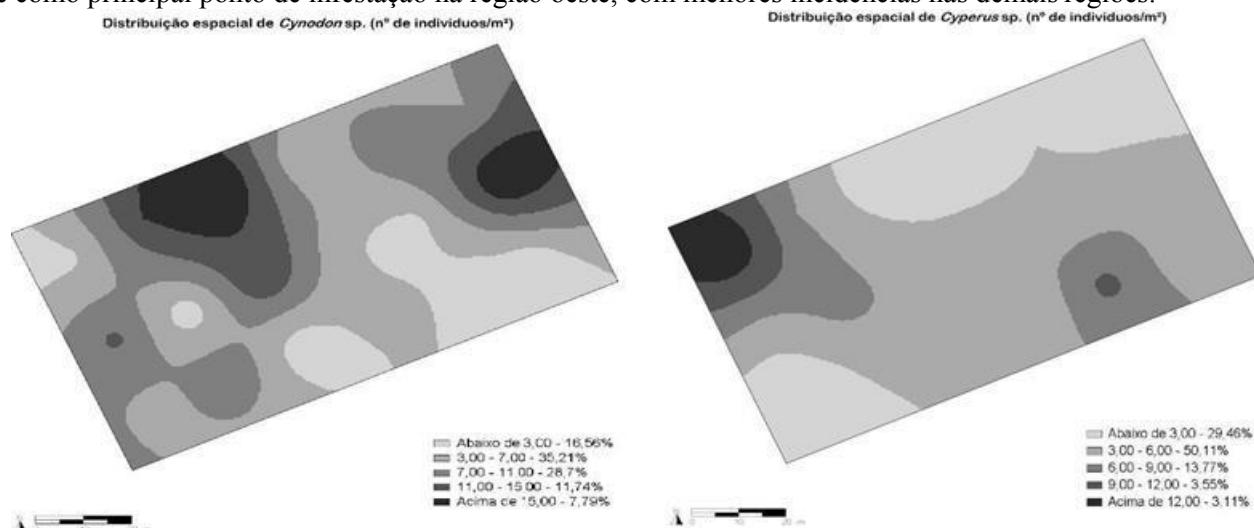 como principal ponto de infestação na região oeste, com menores incidências nas demais regiões.
Distribuição espacial de Cynodon sp. (nº de indivíduos/m²)
Abaixo de 3,00 - 16,56%
3,00 - 7,00 - 35,21%
7,00 - 11,00 - 28,7%
11,00 - 15,00 - 11,74%
Acima de 15,00 - 7,79%
Distribuição espacial de Cyperus sp. (nº de indivíduos/m²)
Abaixo de 3,00 - 29,46%
3,00 - 6,00 - 50,11%
6,00 - 9,00 - 13,77%
9,00 - 12,00 - 3,55%
Acima de 12,00 - 3,11%
0 10 20 m